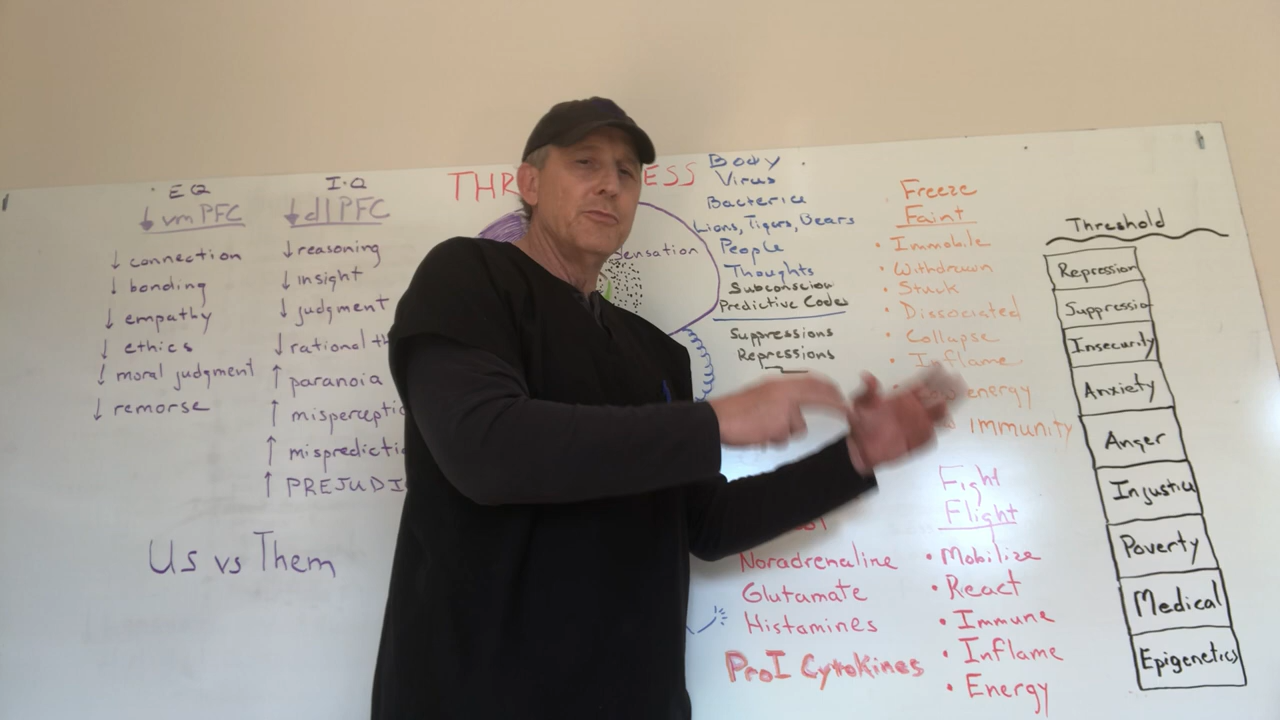 EQ
↓ vmPFC
↓ connection
↓ bonding
↓ empathy
↓ ethics
↓ moral judgment
↓ remorse
I.Q
↓ dlPFC
↓ reasoning
↓ insight
↓ judgment
↓ rational th
↑ paranoia
↑ misperceptio
↑ mispredictio
↑ PREJUDI
Us vs Them
THR ESS
Sensation
Body
Virus
Bacteria
Lions, Tigers, Bears
People
Thoughts
Subconscious
Predictive Codes
Suppressions
Repressions
Noradrenaline
Glutamate
Histamines
ProI Cytokines
Freeze
Faint
• Immobile
• Withdrawn
• Stuck
• Dissociated
• Collapse
• Inflame
energy
IMMUNITY
Fight
Flight
• Mobilize
• React
• Immune
• Inflame
• Energy
Threshold
Repression
Suppression
Insecurity
Anxiety
Anger
Injustice
Poverty
Medical
Epigenetics